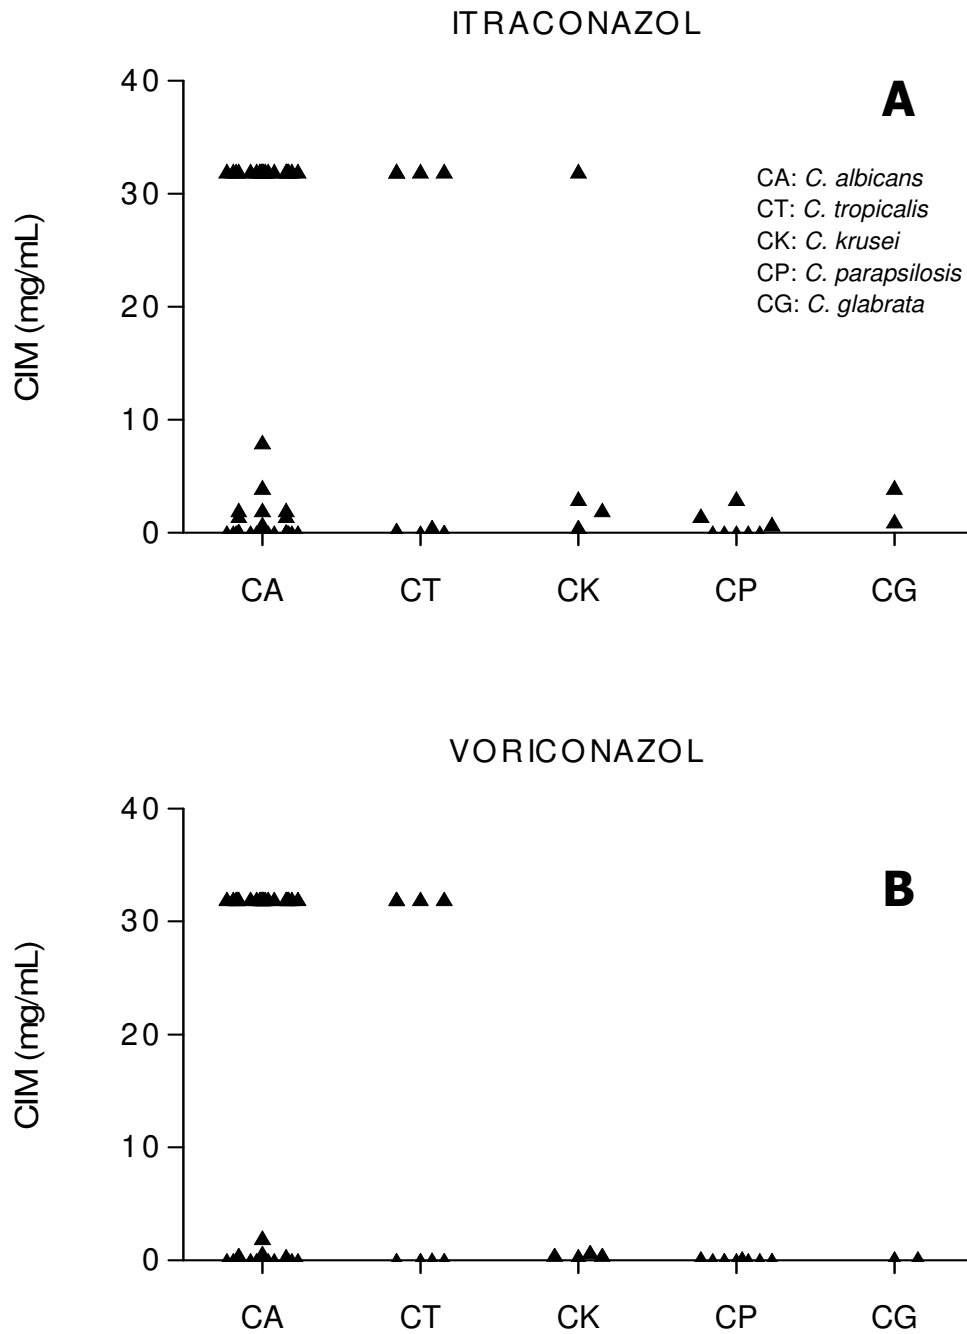 ITRACONAZOL
A
40
30
20
10
0
CIM (mg/mL)
CA: C. albicans
CT: C. tropicalis
CK: C. krusei
CP: C. parapsilosis
CG: C. glabrata
CA CT CK CP CG
VORICONAZOL
B
40
30
20
10
0
CIM (mg/mL)
CA CT CK CP CG